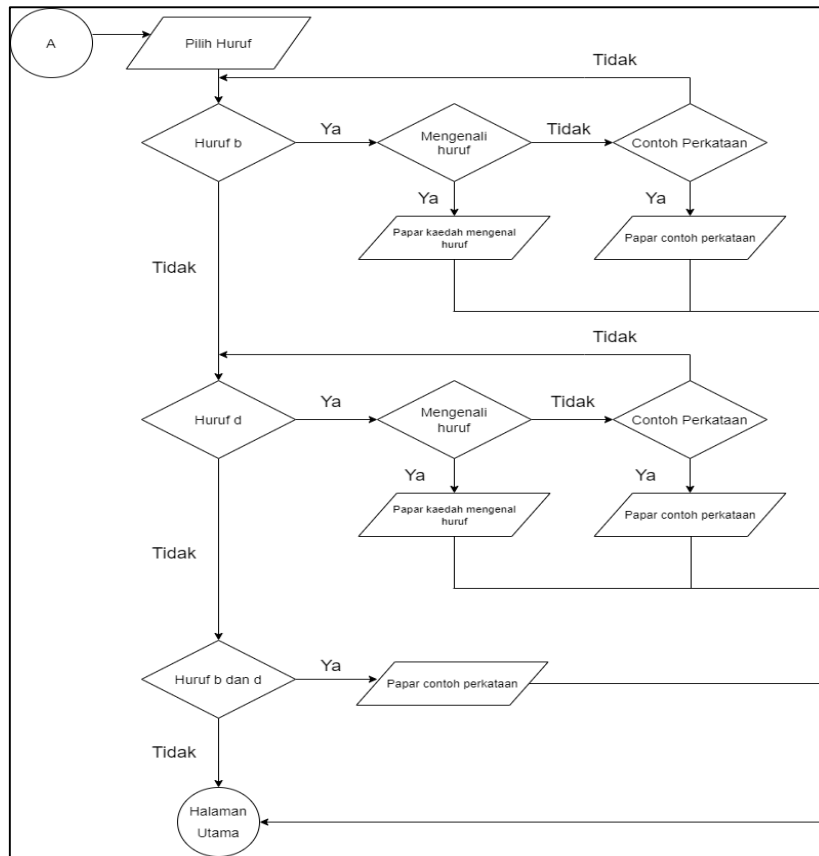 A
Pilih Huruf
Tidak
Huruf b
Ya
Mengenali
huruf
Tidak
Contoh Perkataan
Ya
Ya
Papar kaedah mengenal
huruf
Papar contoh perkataan
Tidak
Tidak
Huruf d
Ya
Mengenali
huruf
Tidak
Contoh Perkataan
Ya
Ya
Papar kaedah mengenal
huruf
Papar contoh perkataan
Tidak
Huruf b dan d
Ya
Papar contoh perkataan
Tidak
Halaman
Utama